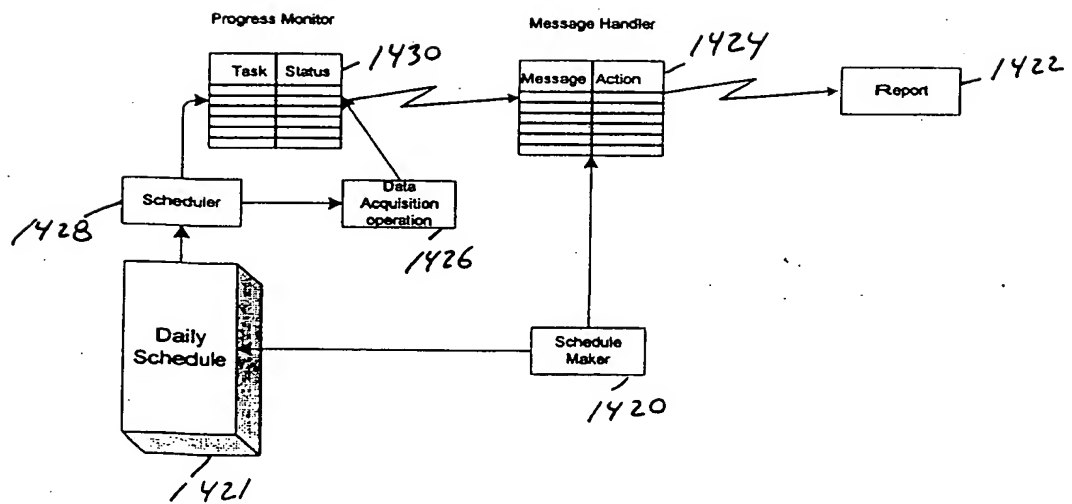 Progress Monitor
Message Handler
1430
1424
1422
Task Status
Message Action
Report
Scheduler
Data
Acquisition
operation
1428
1426
Daily
Schedule
Schedule
Maker
1420
1421